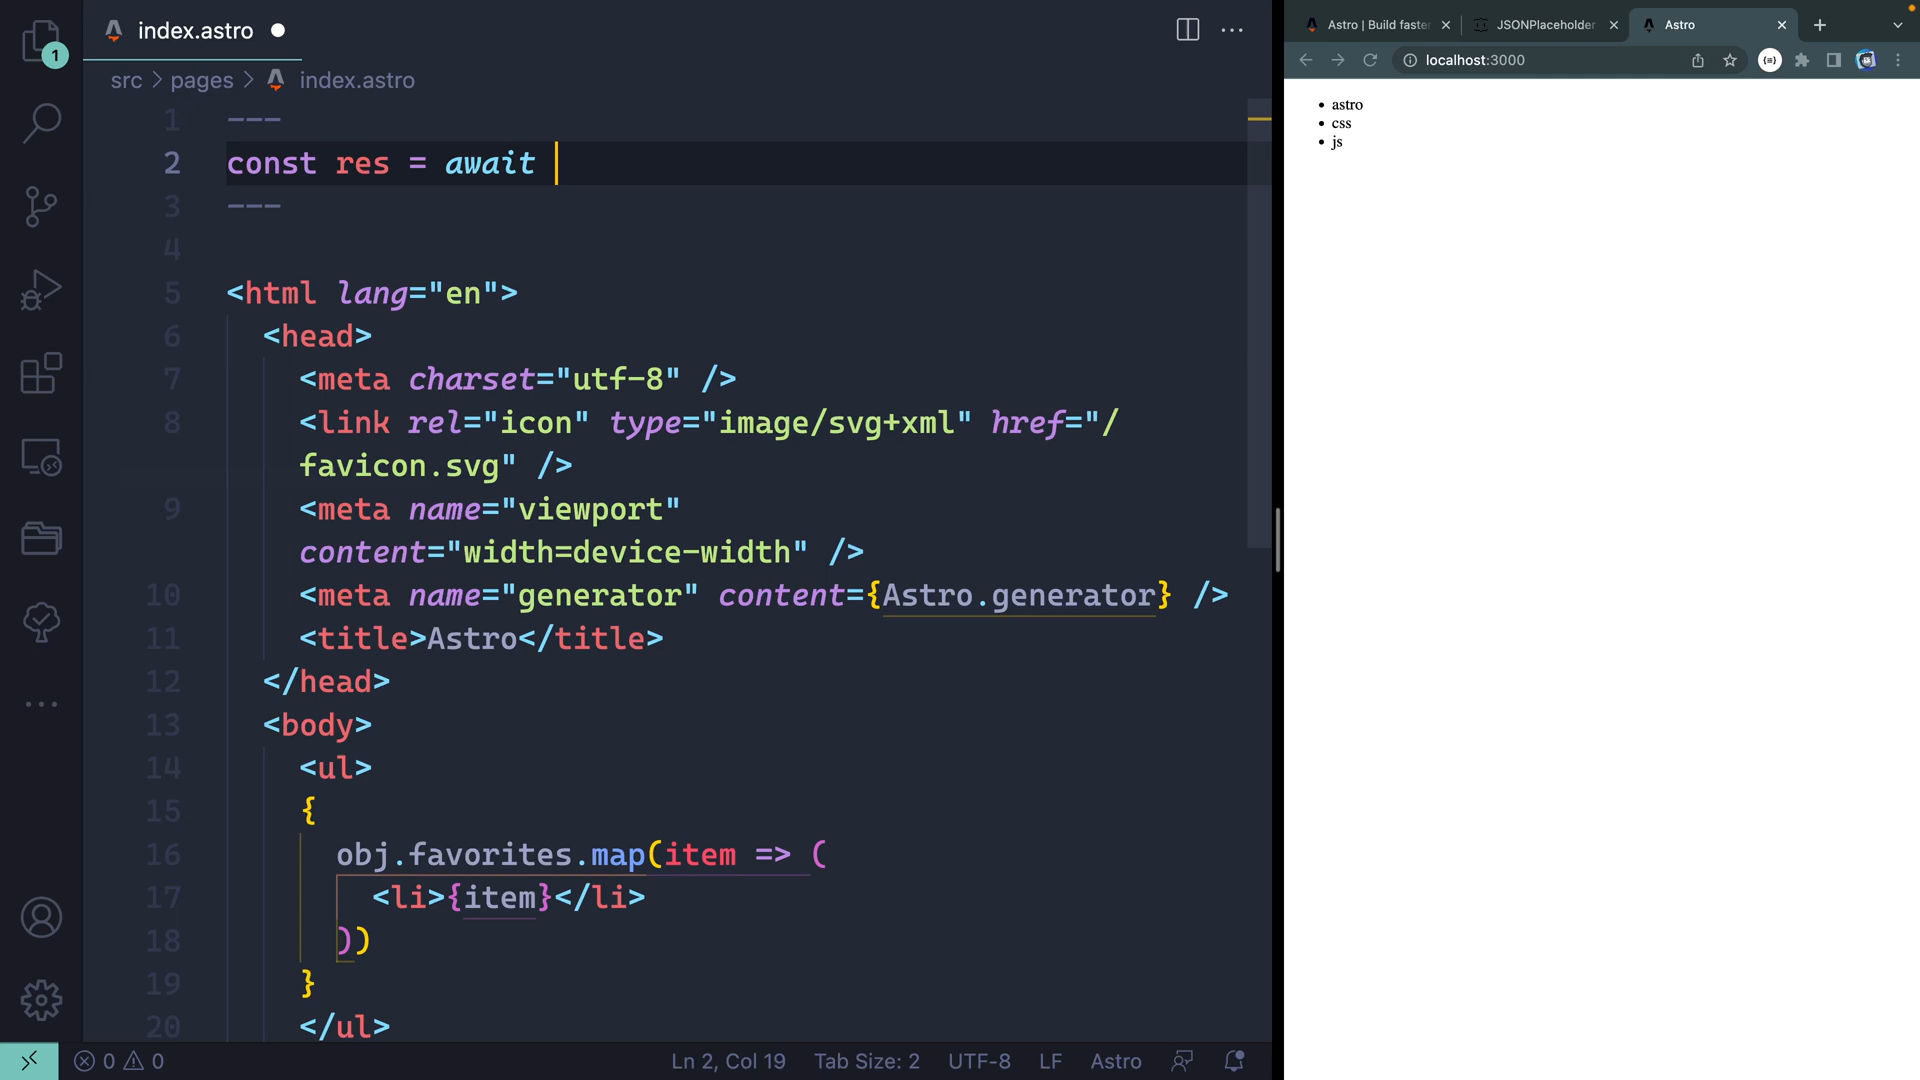 index.astro
src > pages > index.astro
1
1 ---
2 const res = await
3 ---
4
5 <html lang="en">
6 <head>
7 <meta charset="utf-8" />
8 <link rel="icon" type="image/svg+xml" href="/
favicon.svg" />
9 <meta name="viewport"
content="width=device-width" />
10 <meta name="generator" content={Astro.generator} />
11 <title>Astro</title>
12 </head>
13 <body>
14 <ul>
15 {
16 obj.favorites.map(item => (
17 <li>{item}</li>
18 ))
19 }
20 </ul>
0 0
Ln 2, Col 19 Tab Size: 2 UTF-8 LF Astro
Astro | Build faster JSONPlaceholder Astro
localhost:3000
astro
css
js